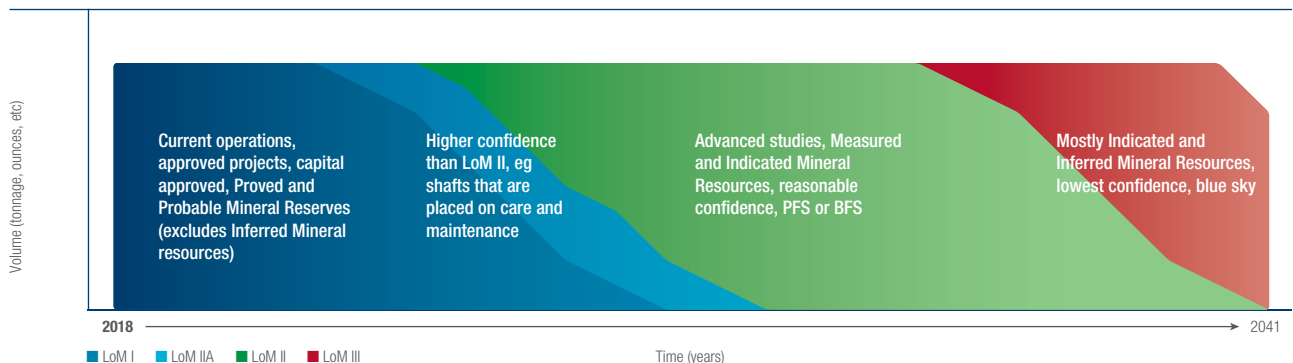 Volume (tonnage, ounces, etc)
Current operations,
approved projects, capital
approved, Proved and
Probable Mineral Reserves
(excludes Inferred Mineral
resources)
Higher confidence
than LoM II, eg
shafts that are
placed on care and
maintenance
Advanced studies, Measured
and Indicated Mineral
Resources, reasonable
confidence, PFS or BFS
Mostly Indicated and
Inferred Mineral Resources,
lowest confidence, blue sky
2018
2041
LoM I
LoM IIA
LoM II
LoM III
Time (years)